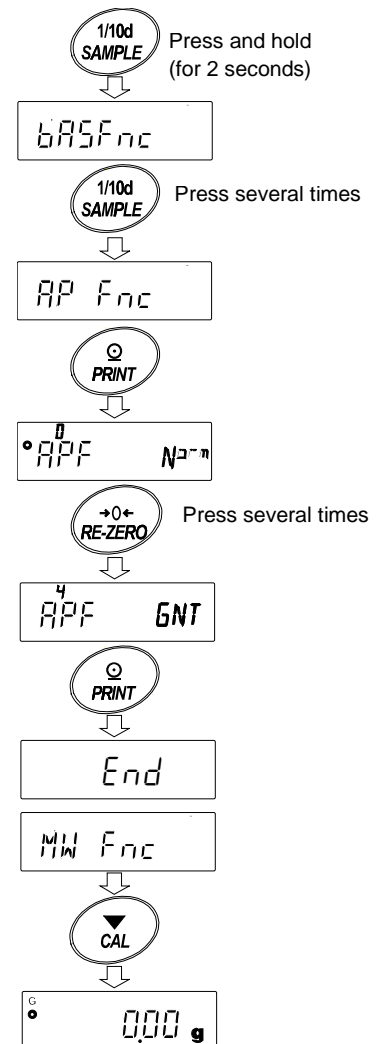 1/10d
SAMPLE
Press and hold
(for 2 seconds)
bASFnc
1/10d
SAMPLE
Press several times
AP Fnc
PRINT
0
APF Norm
→0←
RE-ZERO
Press several times
4
APF GNT
PRINT
End
MW Fnc
CAL
G
0.00 g